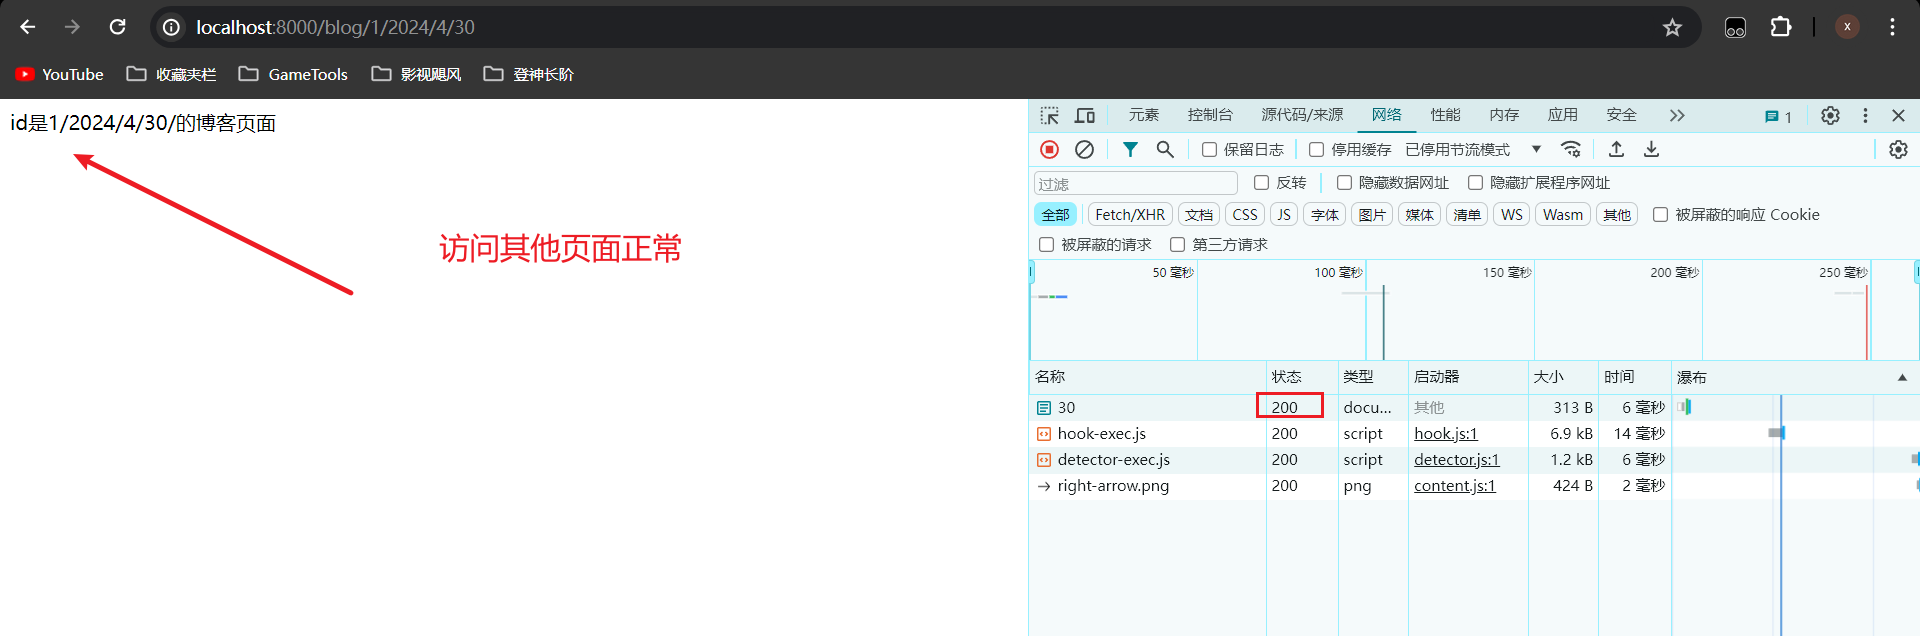 localhost:8000/blog/1/2024/4/30
x
YouTube 收藏夹栏 GameTools 影视飓风 登神长阶
id是1/2024/4/30/的博客页面
访问其他页面正常
元素 控制台 源代码/来源 网络 性能 内存 应用 安全 1
保留日志 停用缓存 已停用节流模式
过滤 反转 隐藏数据网址 隐藏扩展程序网址
全部 Fetch/XHR 文档 CSS JS 字体 图片 媒体 清单 WS Wasm 其他 被屏蔽的响应 Cookie
被屏蔽的请求 第三方请求
50 毫秒 100 毫秒 150 毫秒 200 毫秒 250 毫秒
名称 状态 类型 启动器 大小 时间 瀑布
30 200 docu... 其他 313 B 6 毫秒
hook-exec.js 200 script hook.js:1 6.9 kB 14 毫秒
detector-exec.js 200 script detector.js:1 1.2 kB 6 毫秒
right-arrow.png 200 png content.js:1 424 B 2 毫秒